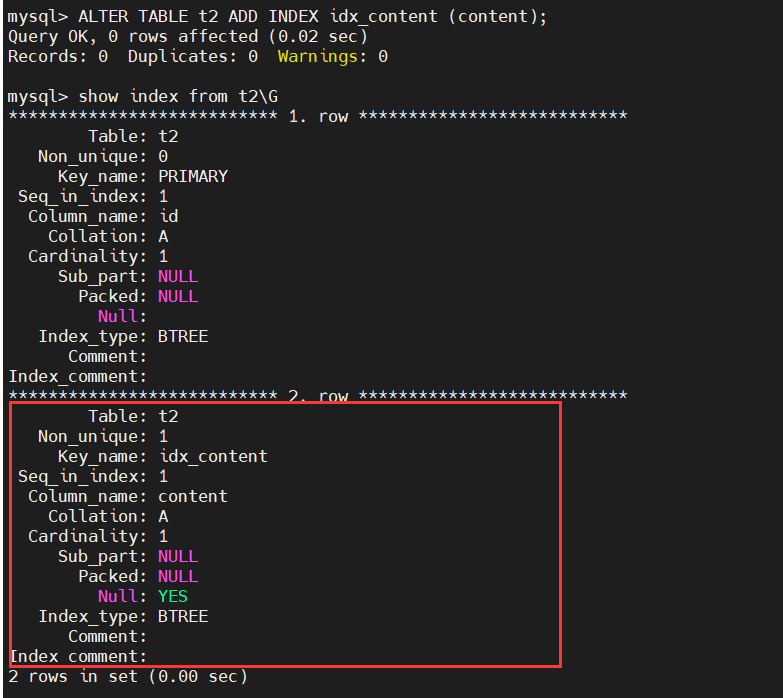 mysql> ALTER TABLE t2 ADD INDEX idx_content (content);
Query OK, 0 rows affected (0.02 sec)
Records: 0  Duplicates: 0  Warnings: 0
mysql> show index from t2\G
*************************** 1. row ***************************
Table: t2
Non_unique: 0
Key_name: PRIMARY
Seq_in_index: 1
Column_name: id
Collation: A
Cardinality: 1
Sub_part: NULL
Packed: NULL
Null:
Index_type: BTREE
Comment:
Index_comment:
*************************** 2. row ***************************
Table: t2
Non_unique: 1
Key_name: idx_content
Seq_in_index: 1
Column_name: content
Collation: A
Cardinality: 1
Sub_part: NULL
Packed: NULL
Null: YES
Index_type: BTREE
Comment:
Index_comment:
2 rows in set (0.00 sec)